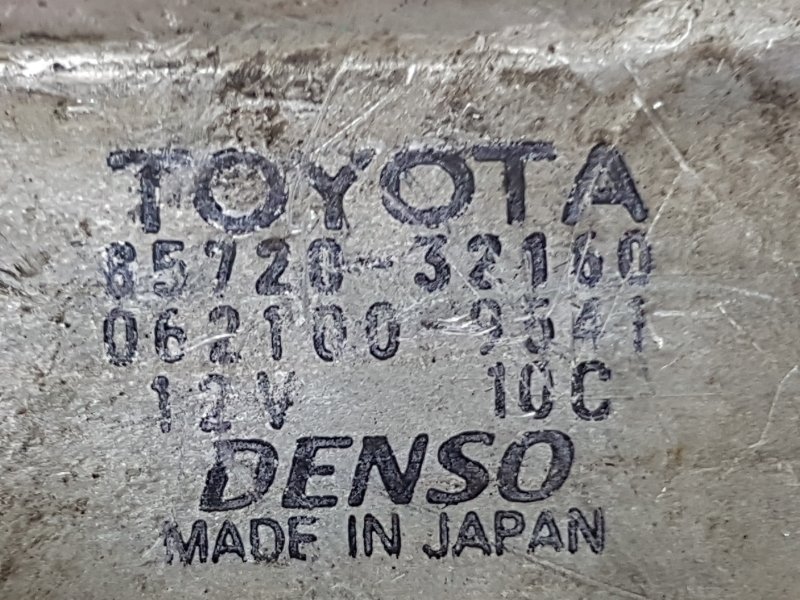 TOYOTA
85720-32160
062100-9541
12V 10C
DENSO
MADE IN JAPAN